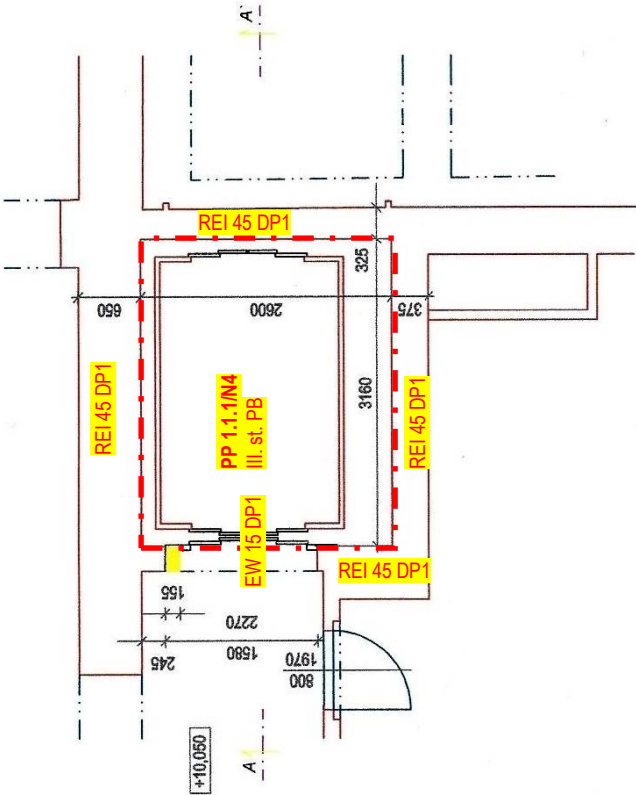 A'
REI 45 DP1
325
650
2600
375
REI 45 DP1
3160
PP 1.1.1/N4
III. st. PB
REI 45 DP1
EW 15 DP1
REI 45 DP1
155
2270
245
1580
1970
800
+10,050
A